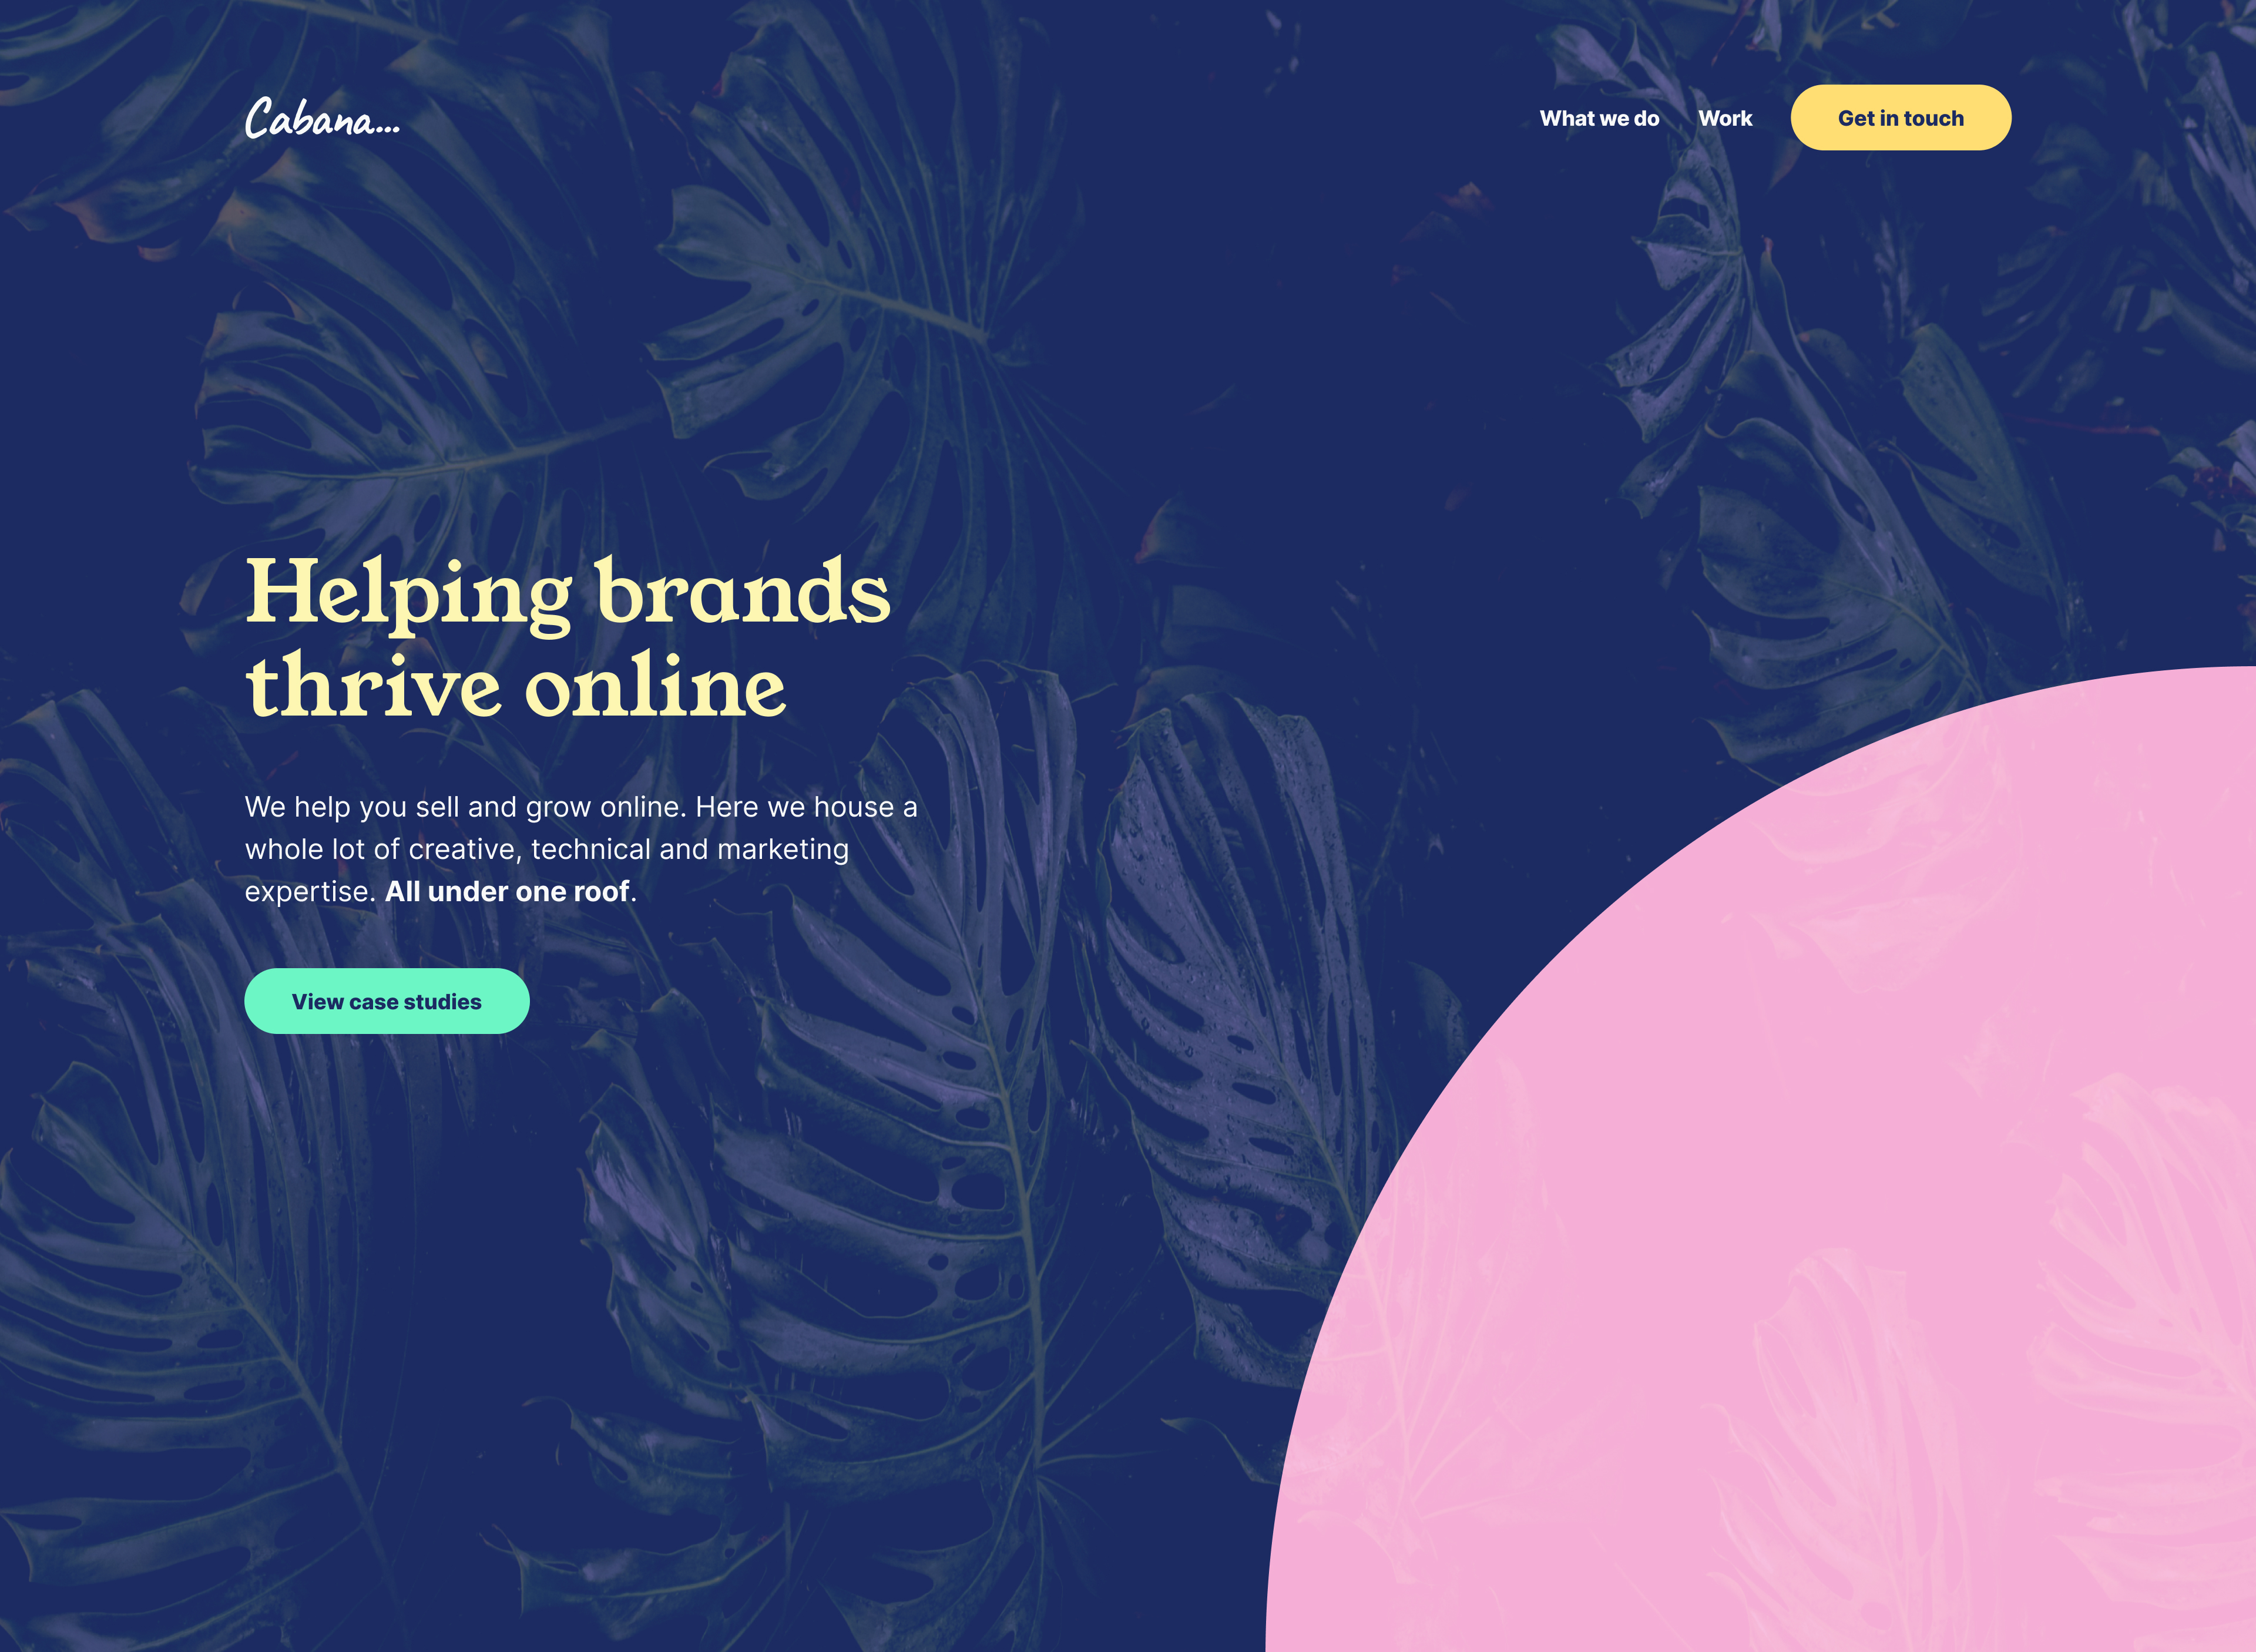 Cabana...
What we do
Work
Get in touch
Helping brands
thrive online
We help you sell and grow online. Here we house a
whole lot of creative, technical and marketing
expertise. All under one roof.
View case studies